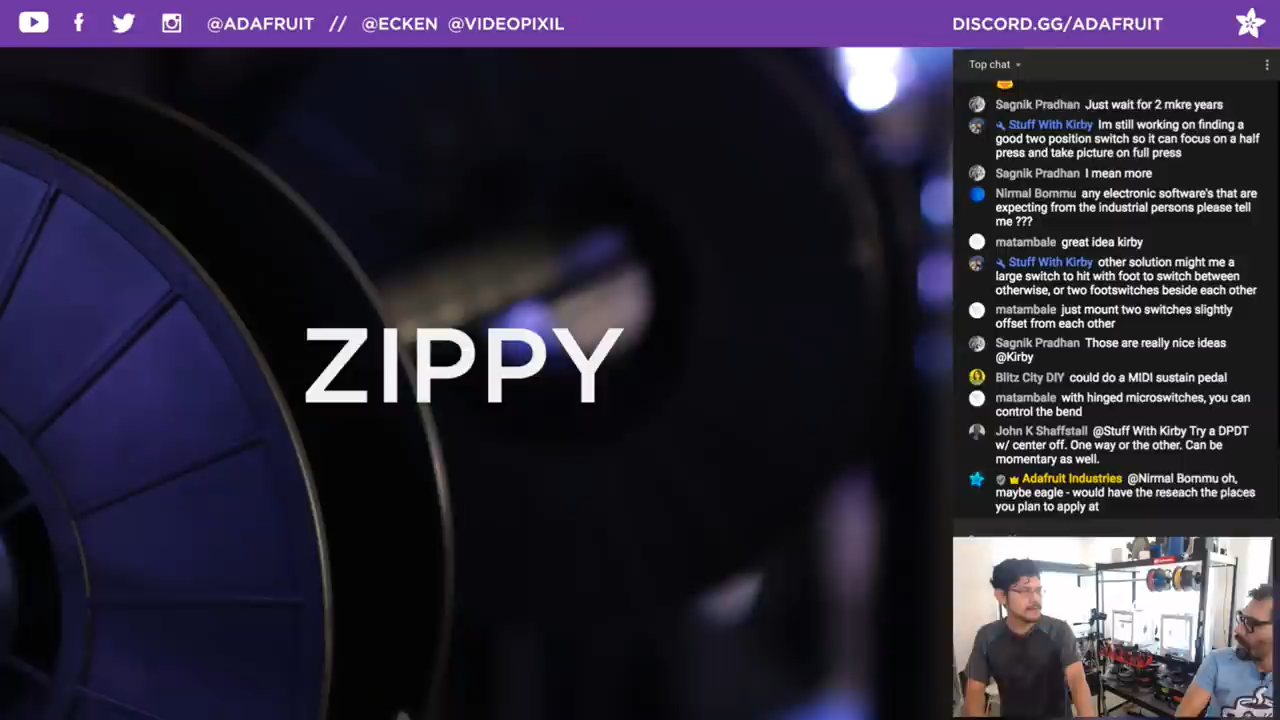 @ADAFRUIT // @ECKEN @VIDEOPIXIL
DISCORD.GG/ADAFRUIT
ZIPPY
Top chat
Sagnik Pradhan Just wait for 2 mkre years
Stuff With Kirby Im still working on finding a
good two position switch so it can focus on a half
press and take picture on full press
Sagnik Pradhan I mean more
Nirmal Bommu any electronic software's that are
expecting from the industrial persons please tell
me ???
matambale great idea kirby
Stuff With Kirby other solution might me a
large switch to hit with foot to switch between
otherwise, or two footswitches beside each other
matambale just mount two switches slightly
offset from each other
Sagnik Pradhan Those are really nice ideas
@Kirby
Blitz City DIY could do a MIDI sustain pedal
matambale with hinged microswitches, you can
control the bend
John K Shaffstall @Stuff With Kirby Try a DPDT
w/ center off. One way or the other. Can be
momentary as well.
Adafruit Industries @Nirmal Bommu oh,
maybe eagle - would have the reseach the places
you plan to apply at